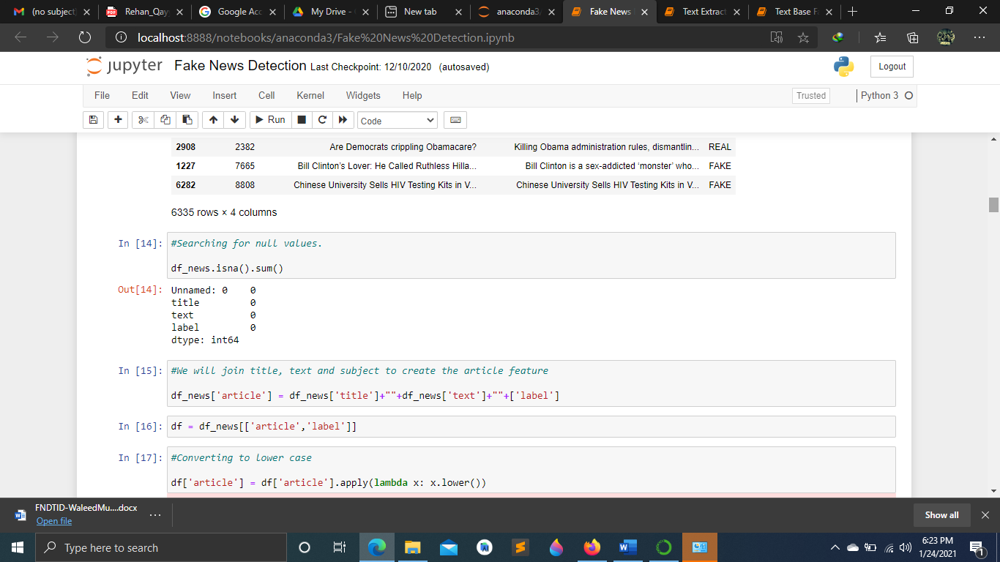 (no subject)
Rehan_Qay
Google Acc
My Drive -
New tab
anaconda3/
Fake News
Text Extract
Text Base Fa
localhost:8888/notebooks/anaconda3/Fake%20News%20Detection.ipynb
jupyter Fake News Detection Last Checkpoint: 12/10/2020 (autosaved)
Logout
File Edit View Insert Cell Kernel Widgets Help
Trusted
Python 3
Run
Code
2908 2382 Are Democrats crippling Obamacare? Killing Obama administration rules, dismantlin... REAL
1227 7665 Bill Clinton’s Lover: He Called Ruthless Hilla... Bill Clinton is a sex-addicted ‘monster’ who... FAKE
6282 8808 Chinese University Sells HIV Testing Kits in V... Chinese University Sells HIV Testing Kits in V... FAKE
6335 rows × 4 columns
In [14]: #Searching for null values.
df_news.isna().sum()
Out[14]: Unnamed: 0 0
title 0
text 0
label 0
dtype: int64
In [15]: #We will join title, text and subject to create the article feature
df_news['article'] = df_news['title']+""+df_news['text']+""+['label']
In [16]: df = df_news[['article','label']]
In [17]: #Converting to lower case
df['article'] = df['article'].apply(lambda x: x.lower())
FNDTID-WaleedMu....docx
Open file
Show all
Type here to search
6:23 PM
1/24/2021
1